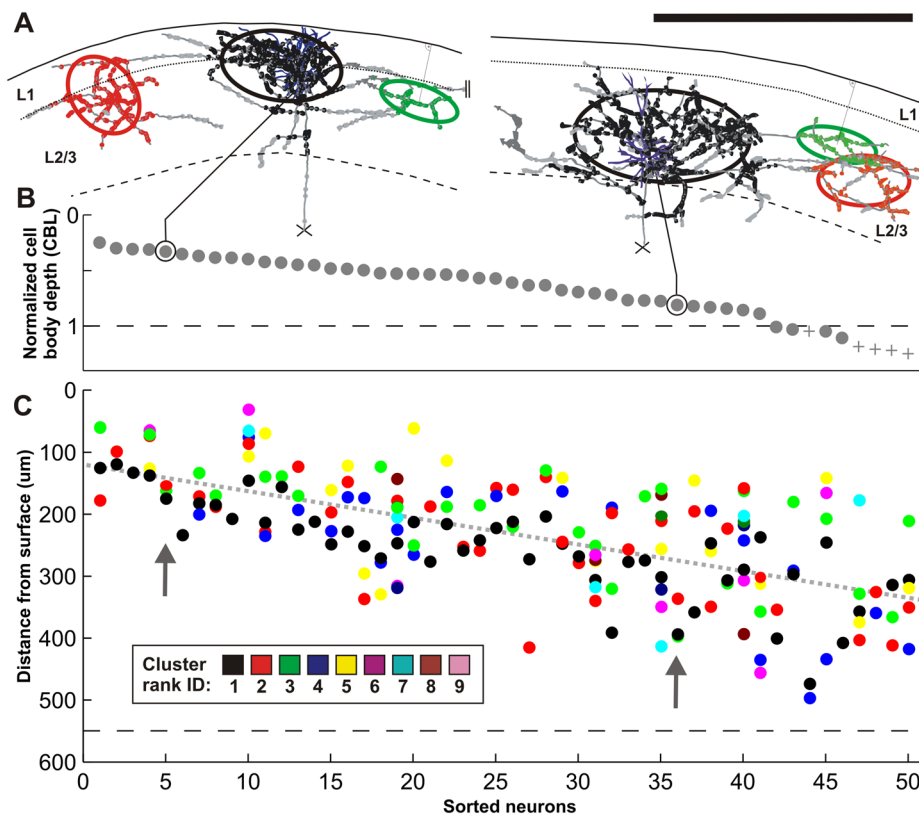 A
L1
L2/3
L1
L2/3
B
Normalized cell
body depth (CBL)
0
1
C
Distance from surface (um)
0
100
200
300
400
500
600
Cluster
rank ID:
1 2 3 4 5 6 7 8 9
0 5 10 15 20 25 30 35 40 45 50
Sorted neurons